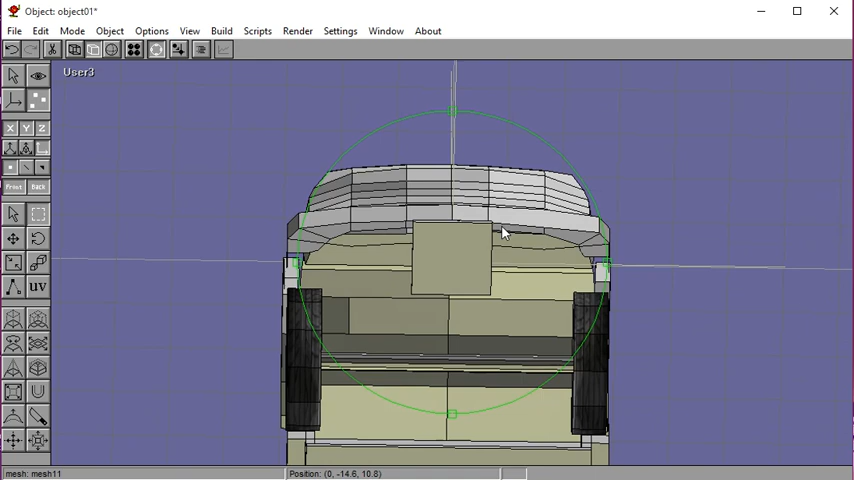 Object: object01*
File Edit Mode Object Options View Build Scripts Render Settings Window About
User3
X Y Z
Front Back
uv
mesh: mesh11 Position: (0, -14.6, 10.8)